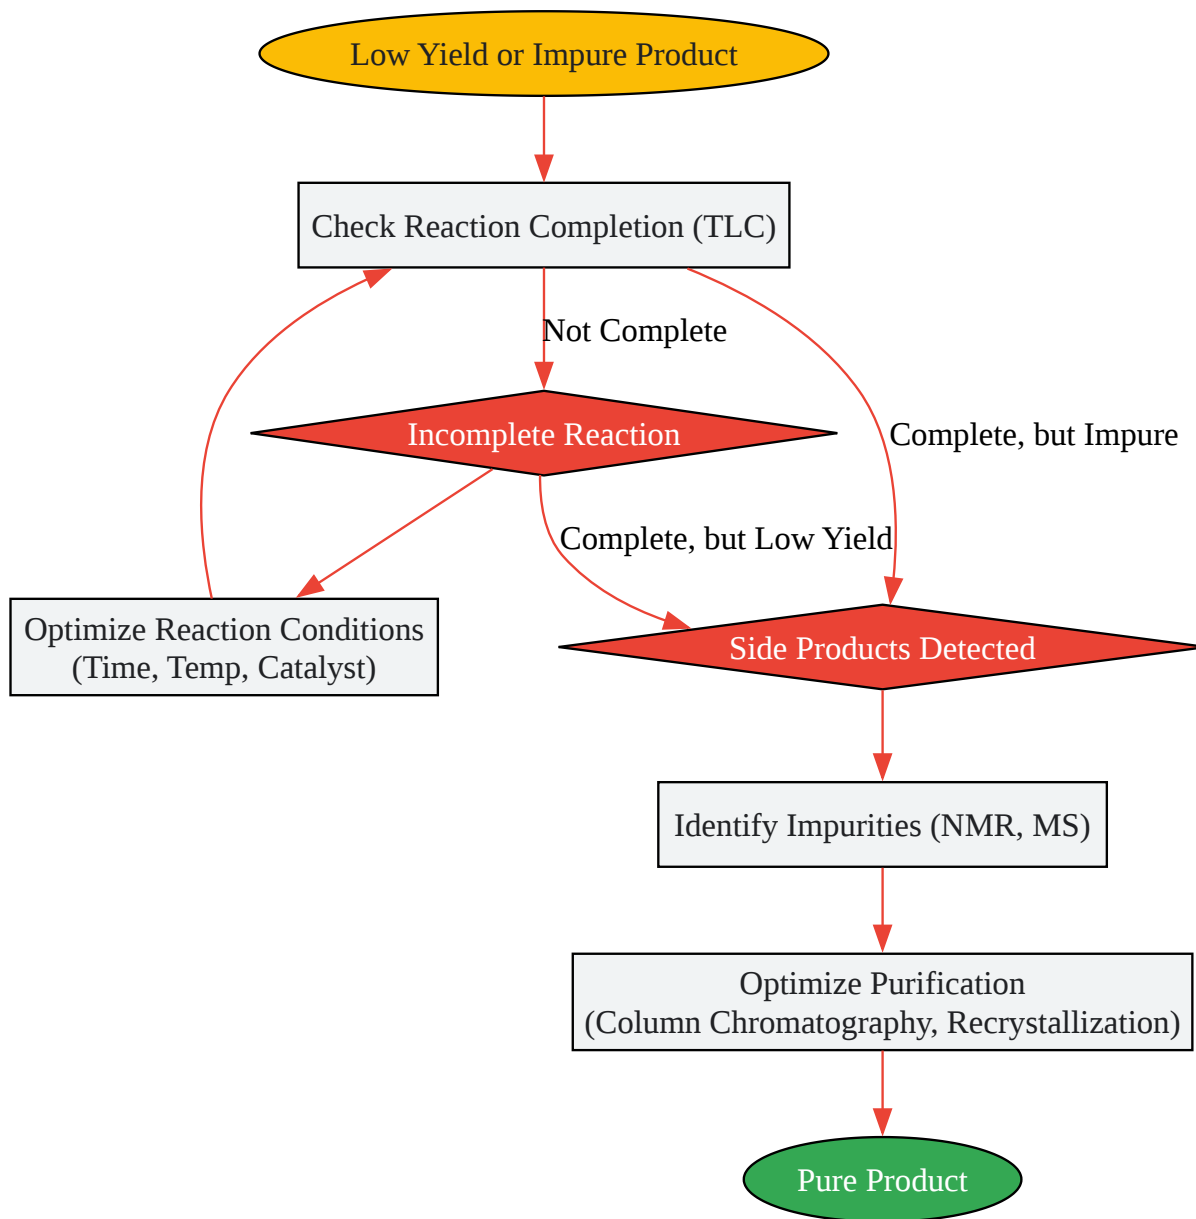 Low Yield or Impure Product
Check Reaction Completion (TLC)
Not Complete
Incomplete Reaction
Complete, but Impure
Complete, but Low Yield
Optimize Reaction Conditions
(Time, Temp, Catalyst)
Side Products Detected
Identify Impurities (NMR, MS)
Optimize Purification
(Column Chromatography, Recrystallization)
Pure Product